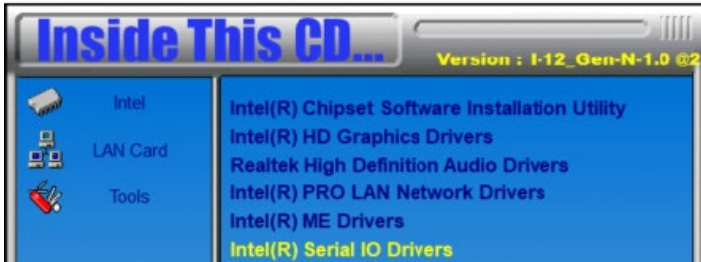 Inside This CD...
Version : I-12_Gen-N-1.0 @2
Intel
LAN Card
Tools
Intel(R) Chipset Software Installation Utility
Intel(R) HD Graphics Drivers
Realtek High Definition Audio Drivers
Intel(R) PRO LAN Network Drivers
Intel(R) ME Drivers
Intel(R) Serial IO Drivers